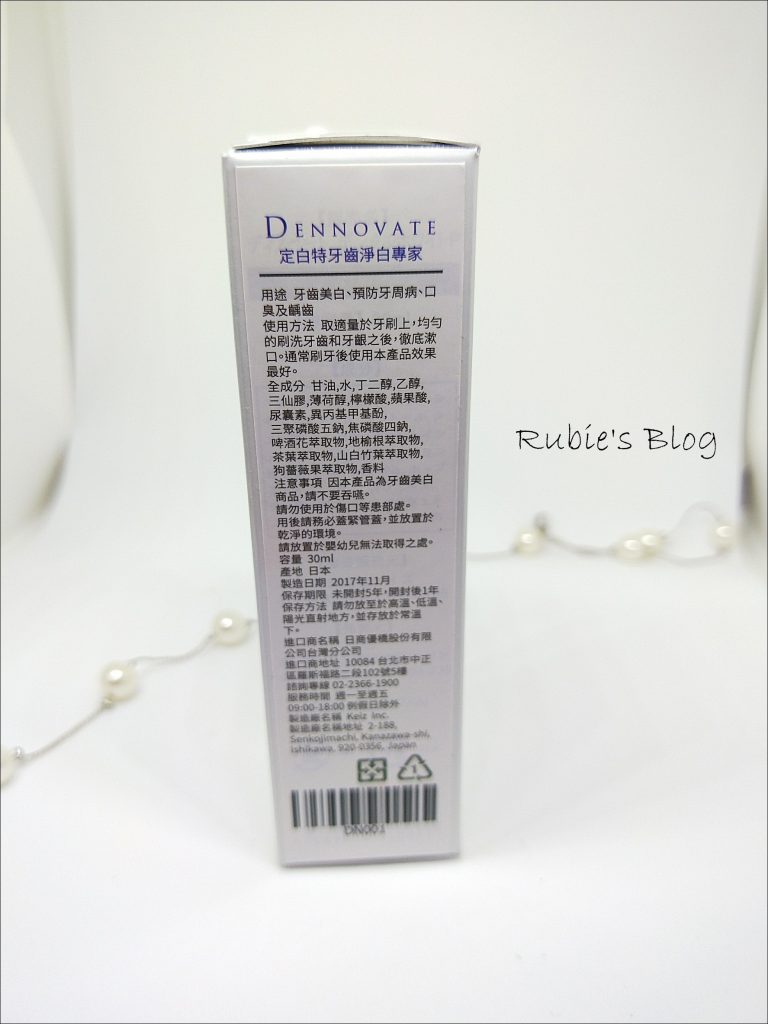 DENNOVATE
定白特牙齒淨白專家
用途 牙齒美白、預防牙周病、口
臭及齲齒
使用方法 取適量於牙刷上,均勻
的刷洗牙齒和牙齦之後,徹底漱
口。通常刷牙後使用本產品效果
最好。
全成分 甘油,水,丁二醇,乙醇,
三仙膠,薄荷醇,檸檬酸,蘋果酸,
尿囊素,異丙基甲基酚,
三聚磷酸五鈉,焦磷酸四鈉,
啤酒花萃取物,地榆根萃取物,
茶葉萃取物,山白竹葉萃取物,
狗薔薇果萃取物,香料
注意事項 因本產品為牙齒美白
商品,請不要吞嚥。
請勿使用於傷口等患部處。
用後請務必蓋緊管蓋,並放置於
乾淨的環境。
請放置於嬰幼兒無法取得之處。
容量 30ml
產地 日本
製造日期 2017年11月
保存期限 未開封5年,開封後1年
保存方法 請勿放至於高溫、低溫、
陽光直射地方,並存放於常溫
下。
進口商名稱 日商優機股份有限
公司台灣分公司
進口商地址 10084 台北市中正
區羅斯福路二段102號5樓
諮詢專線 02-2366-1900
服務時間 週一至週五
09:00-18:00 例假日除外
製造廠名稱 Keiz Inc.
製造廠名稱地址 2-188,
Senkojimachi, Kanazawa-shi,
Ishikawa, 920-0356, Japan
1
DN001
Rubie's Blog